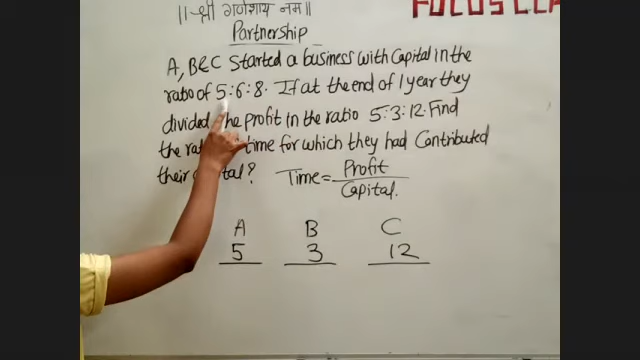 ||श्री गणेशाय नमः||
FOCUS CLA
Partnership
A, B & C Started a business with Capital in the
ratio of 5:6:8. If at the end of 1 year they
divided he profit in the ratio 5:3:12. Find
the time for which they had Contributed
their ? Time = Profit
Capital.
A B C
5 3 12